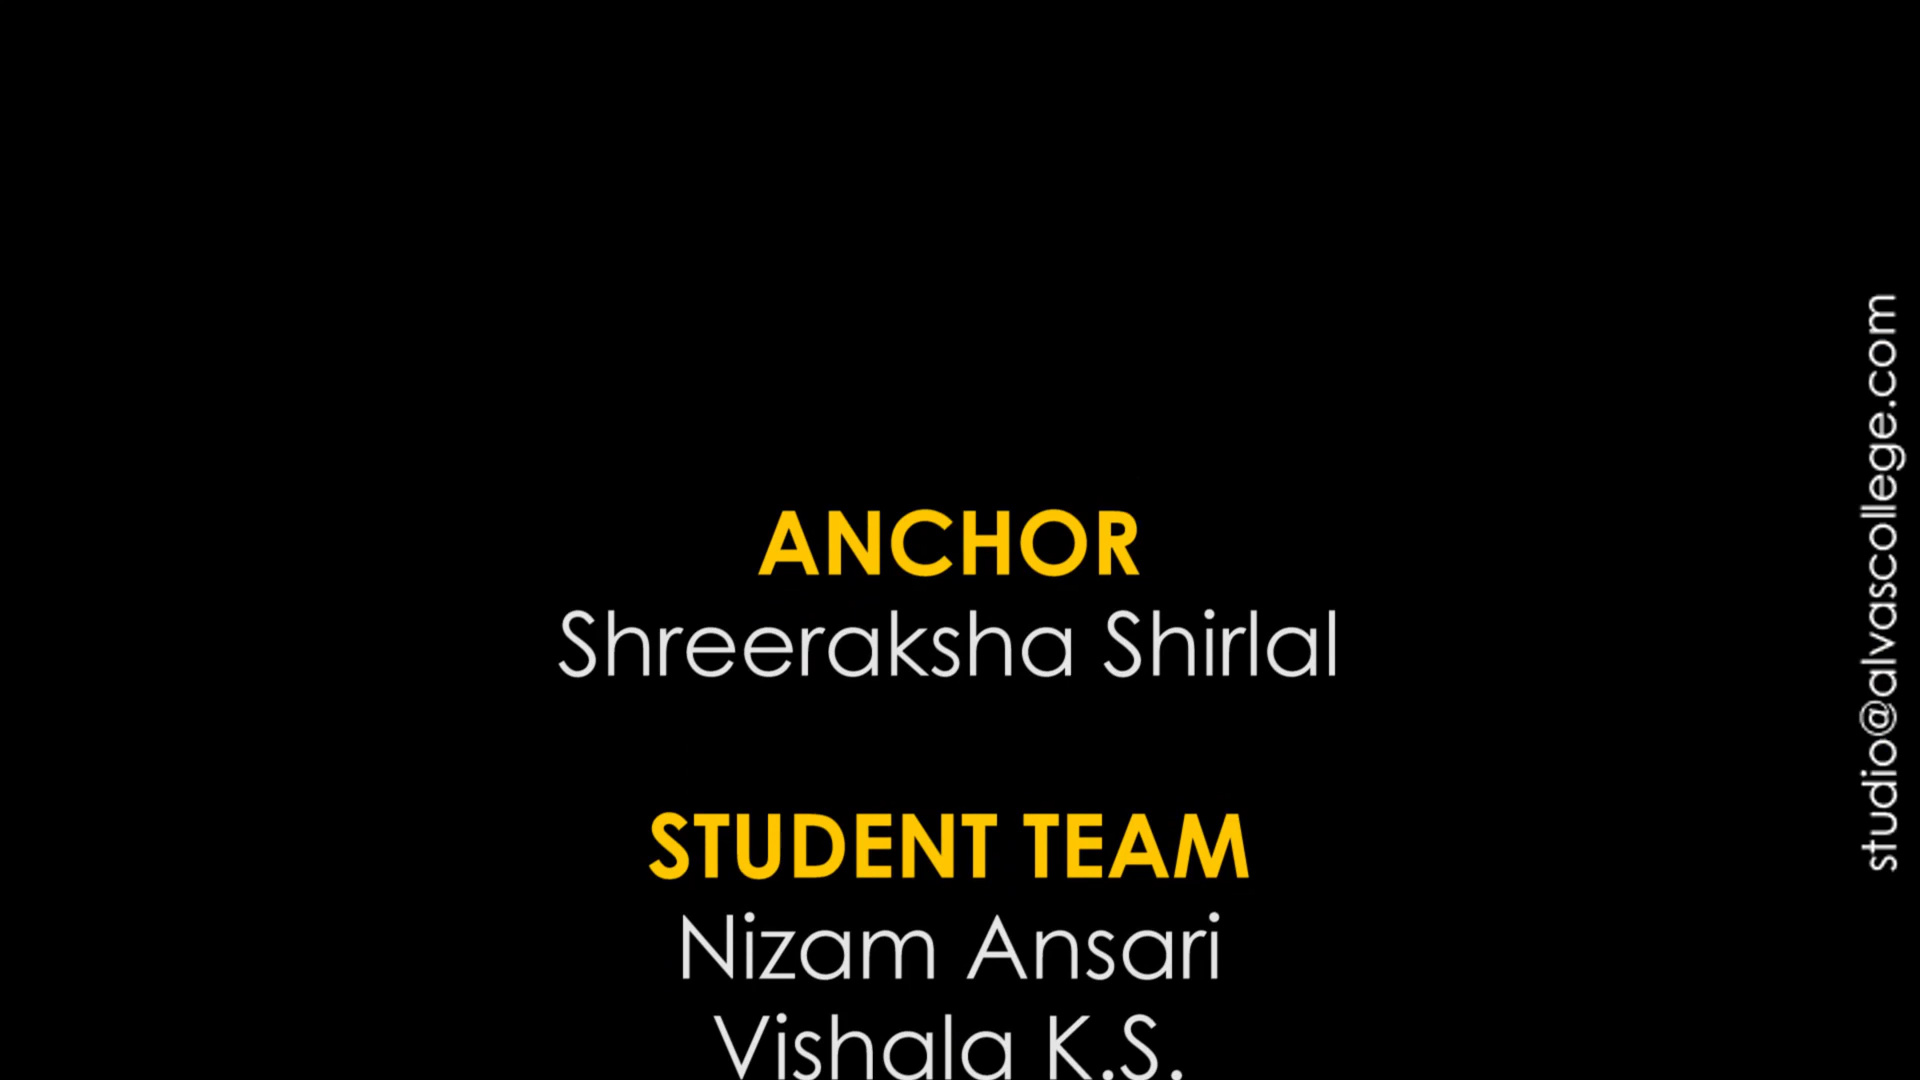 ANCHOR
Shreeraksha Shirlal
STUDENT TEAM
Nizam Ansari
Vishala K.S.
studio@alvascollege.com